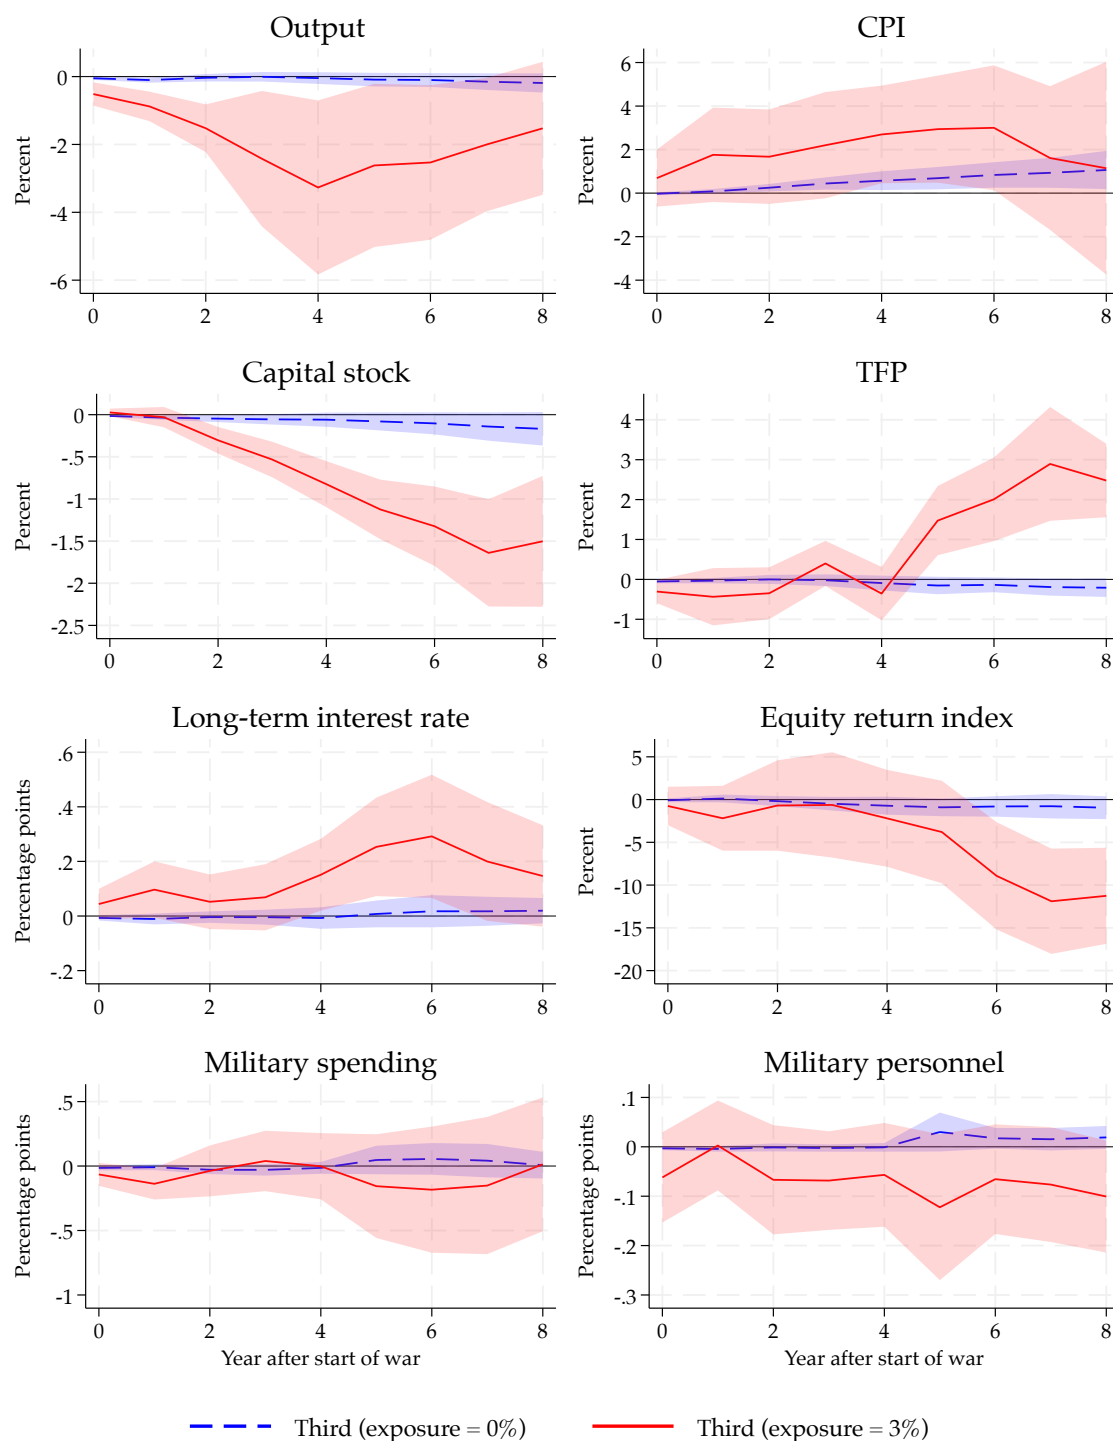 Output
Percent
0
-2
-4
-6
0 2 4 6 8
CPI
Percent
6
4
2
0
-2
-4
0 2 4 6 8
Capital stock
Percent
0
-.5
-1
-1.5
-2
-2.5
0 2 4 6 8
TFP
Percent
4
3
2
1
0
-1
0 2 4 6 8
Long-term interest rate
Percentage points
.6
.4
.2
0
-.2
0 2 4 6 8
Equity return index
Percent
5
0
-5
-10
-15
-20
0 2 4 6 8
Military spending
Percentage points
.5
0
-.5
-1
0 2 4 6 8
Year after start of war
Military personnel
Percentage points
.1
0
-.1
-.2
-.3
0 2 4 6 8
Year after start of war
Third (exposure = 0%)
Third (exposure = 3%)